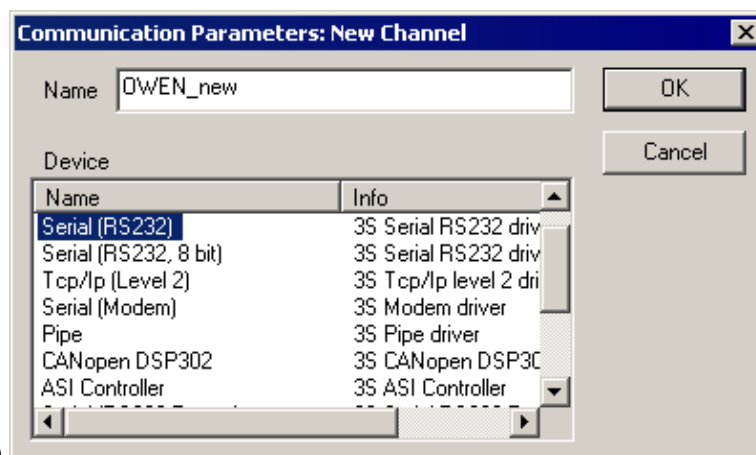 Communication Parameters: New Channel
Name OWEN_new OK
Cancel
Device
Name Info
Serial (RS232) 3S Serial RS232 driv
Serial (RS232, 8 bit) 3S Serial RS232 driv
Tcp/Ip (Level 2) 3S Tcp/Ip level 2 dri
Serial (Modem) 3S Modem driver
Pipe 3S Pipe driver
CANopen DSP302 3S CANopen DSP30
ASI Controller 3S ASI Controller